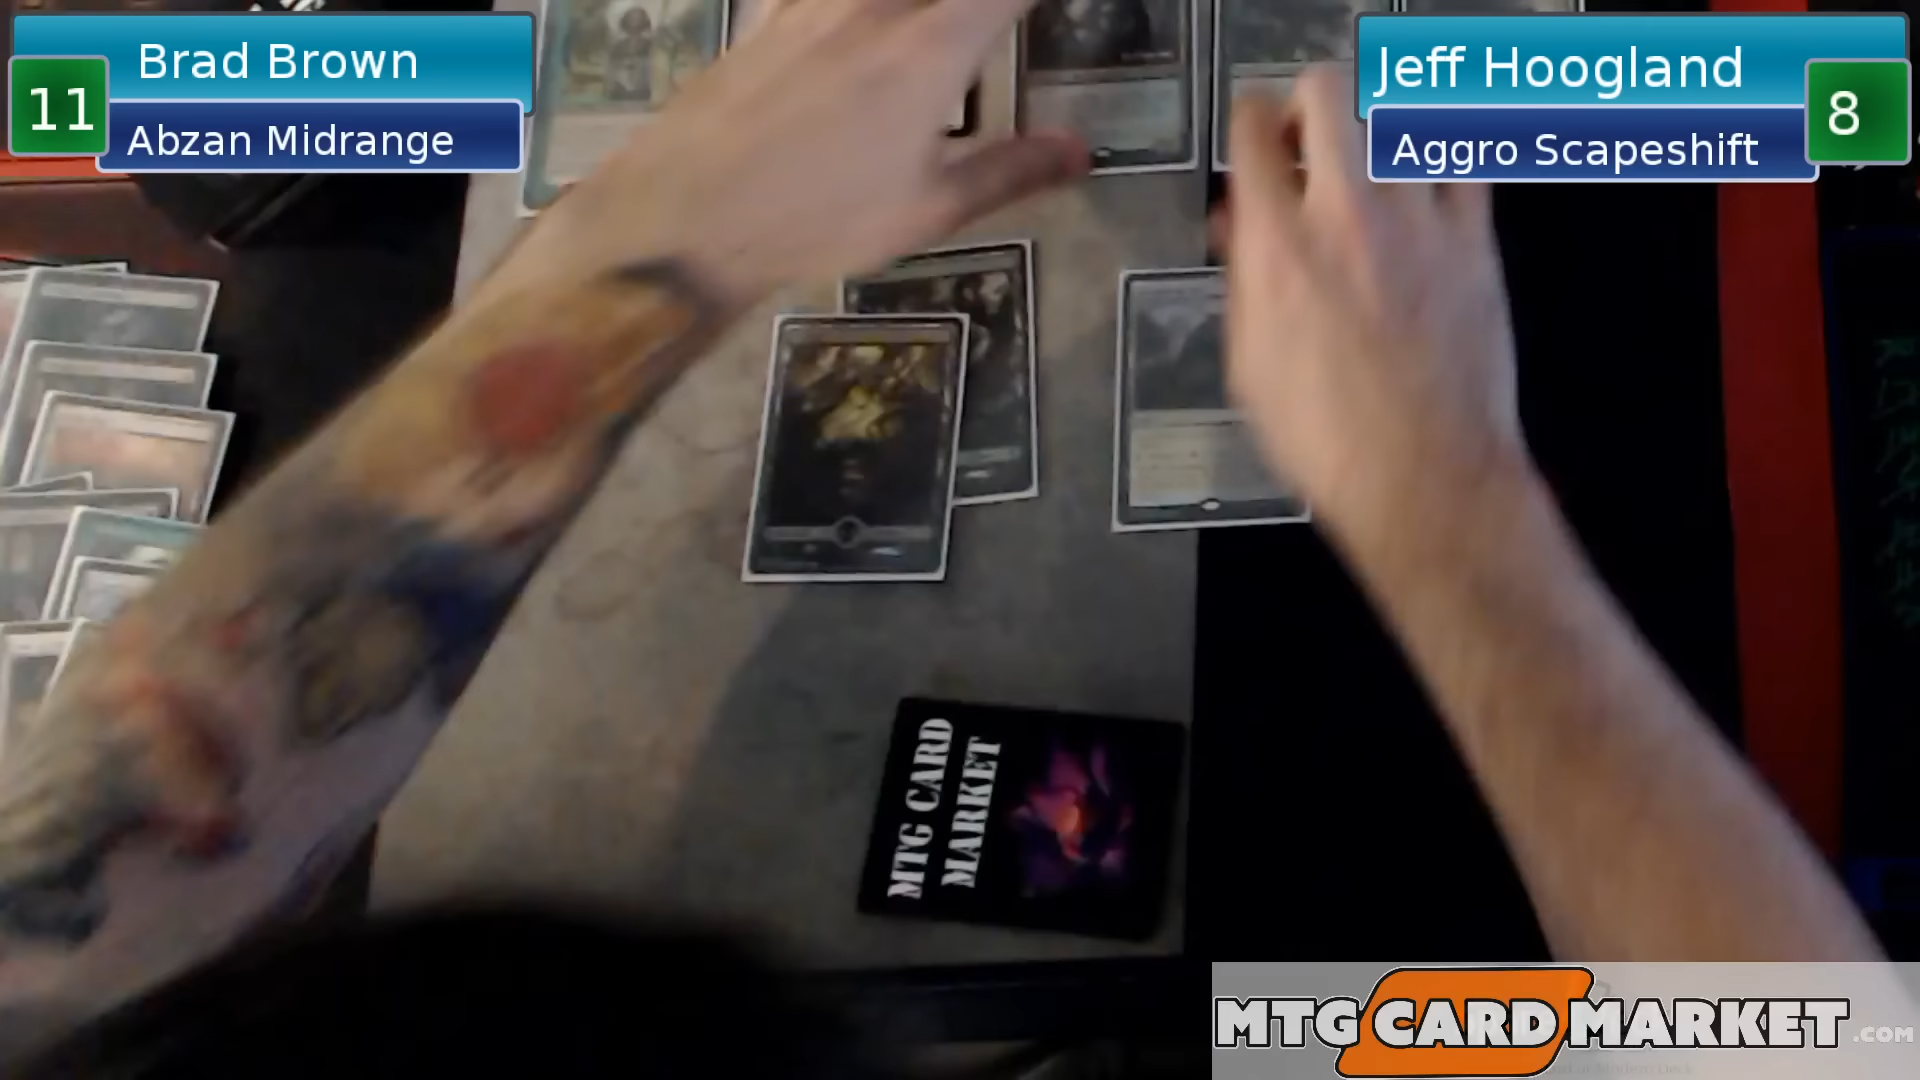 Brad Brown
11
Abzan Midrange
Jeff Hoogland
8
Aggro Scapeshift
MTG CARD
MARKET
MTG CARD MARKET.COM